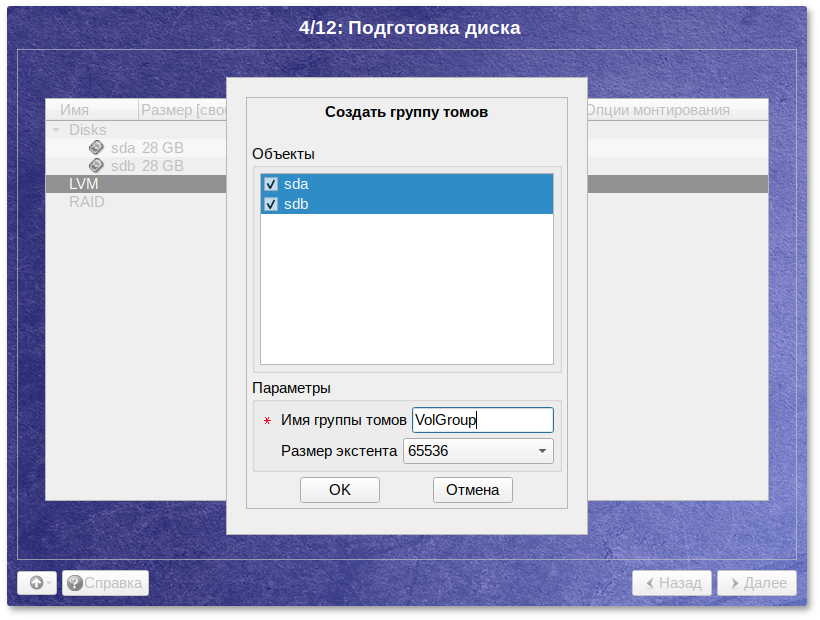 4/12: Подготовка диска
Имя Размер [сво Опции монтирования
Disks
sda 28 GB
sdb 28 GB
LVM
RAID
Создать группу томов
Объекты
sda
sdb
Параметры
* Имя группы томов VolGroup
Размер экстента 65536
OK Отмена
Справка Назад Далее